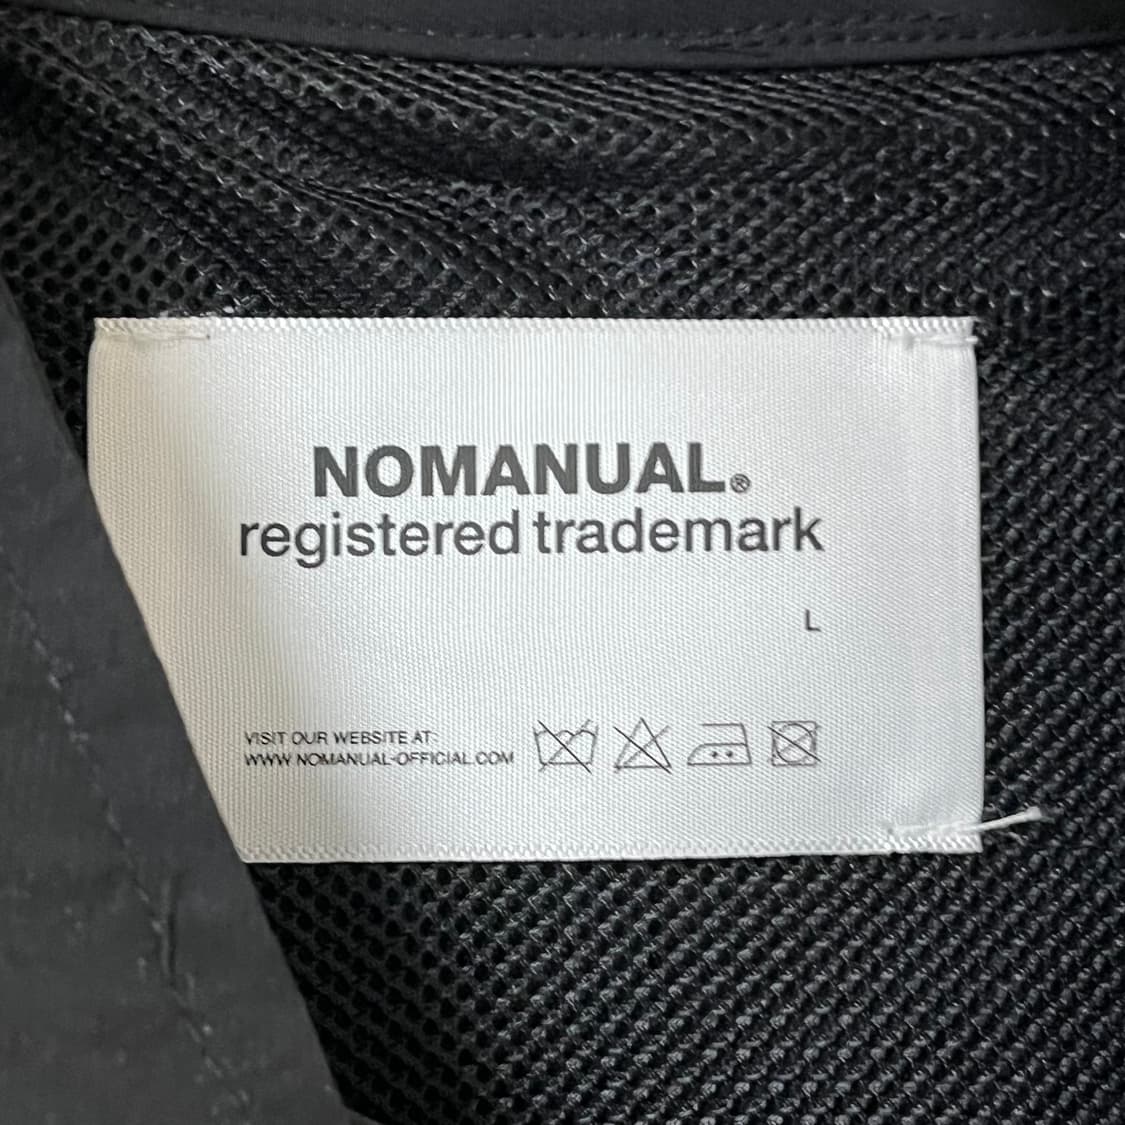 NOMANUAL.®
registered trademark
L
VISIT OUR WEBSITE AT:
WWW.NOMANUAL-OFFICIAL.COM